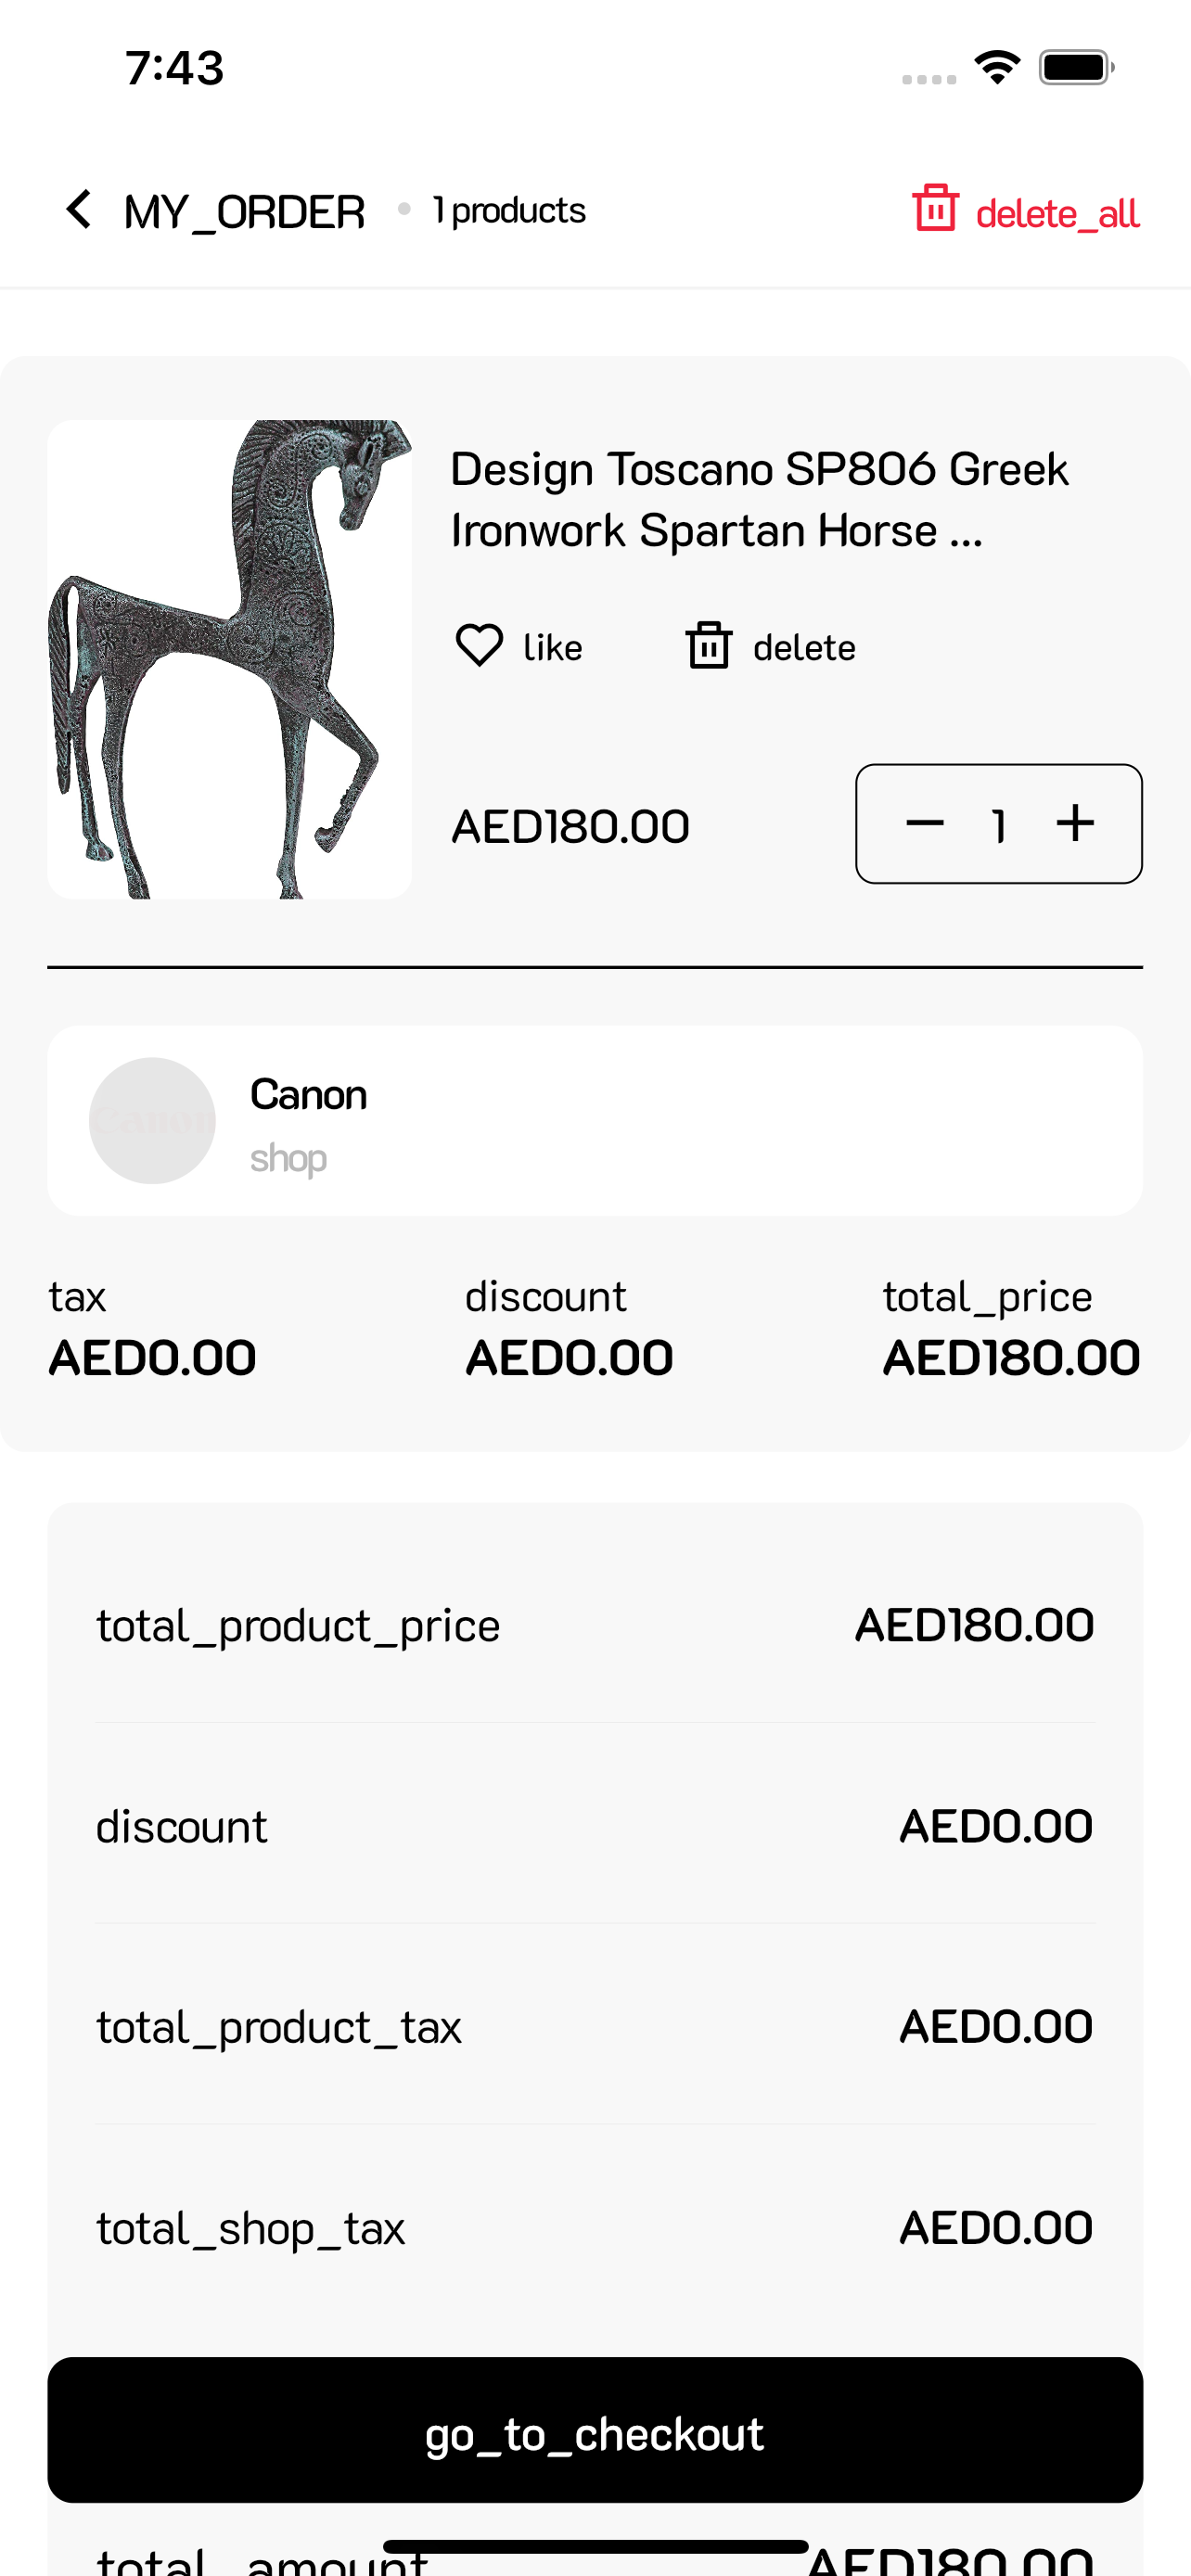 7:43
MY_ORDER • 1 products
delete_all
Design Toscano SP806 Greek
Ironwork Spartan Horse ...
like
delete
AED180.00
− 1 +
Canon
Canon
shop
tax
AED0.00
discount
AED0.00
total_price
AED180.00
total_product_price
AED180.00
discount
AED0.00
total_product_tax
AED0.00
total_shop_tax
AED0.00
go_to_checkout
total_amount
AED180.00